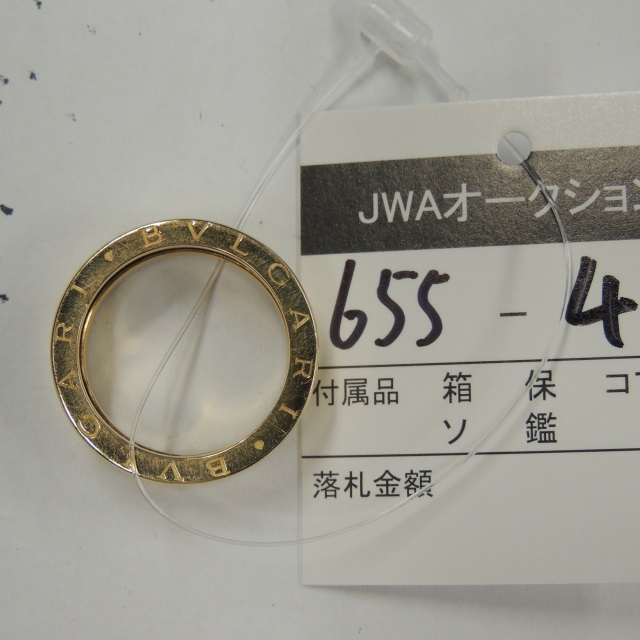 BVLGARI BVLGARI
JWAオークション
655 - 4
付属品 箱 保
ソ 鑑
落札金額